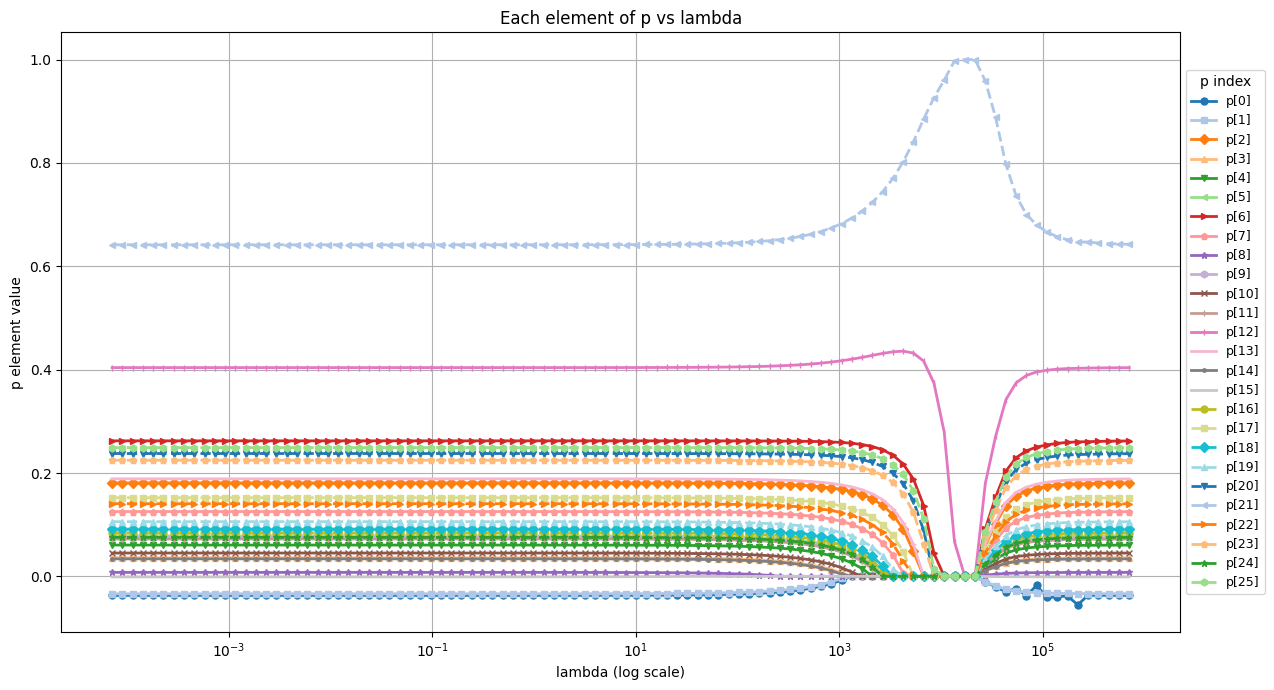 Each element of p vs lambda
p element value
1.0
0.8
0.6
0.4
0.2
0.0
10^{-3}
10^{-1}
10^{1}
10^{3}
10^{5}
lambda (log scale)
p index
p[0]
p[1]
p[2]
p[3]
p[4]
p[5]
p[6]
p[7]
p[8]
p[9]
p[10]
p[11]
p[12]
p[13]
p[14]
p[15]
p[16]
p[17]
p[18]
p[19]
p[20]
p[21]
p[22]
p[23]
p[24]
p[25]